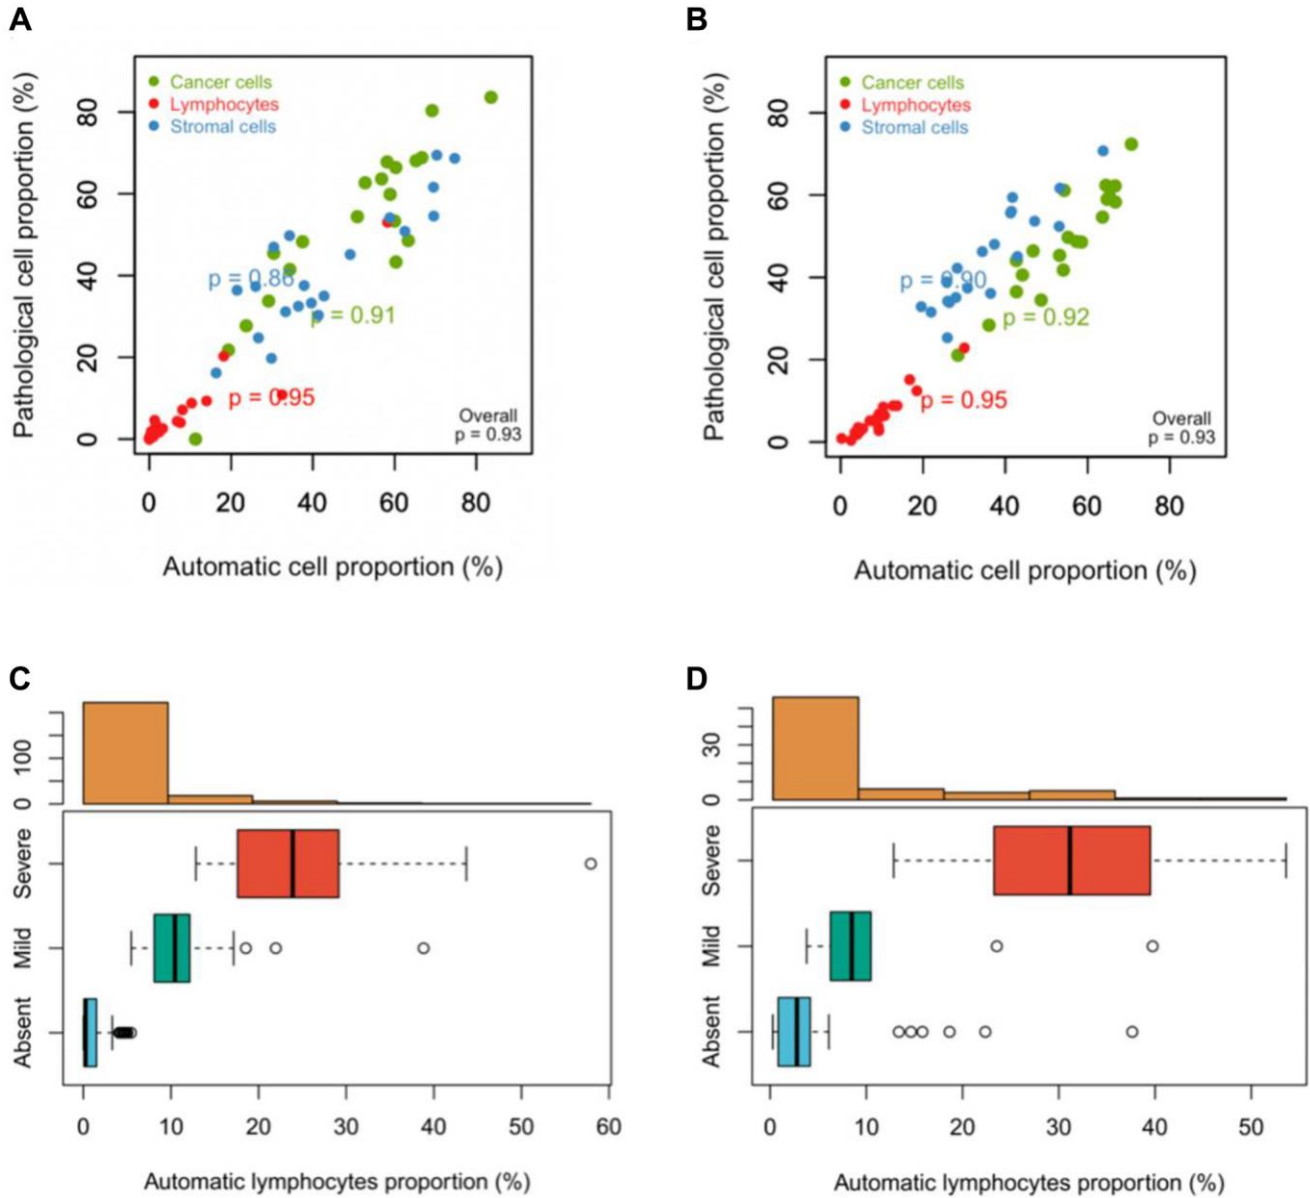 A
Pathological cell proportion (%)
80
60
40
20
0
Cancer cells
Lymphocytes
Stromal cells
p = 0.86
p = 0.91
p = 0.95
Overall
p = 0.93
0 20 40 60 80
Automatic cell proportion (%)
B
Pathological cell proportion (%)
80
60
40
20
0
Cancer cells
Lymphocytes
Stromal cells
p = 0.90
p = 0.92
p = 0.95
Overall
p = 0.93
0 20 40 60 80
Automatic cell proportion (%)
C
100
0
Severe
Mild
Absent
0 10 20 30 40 50 60
Automatic lymphocytes proportion (%)
D
30
0
Severe
Mild
Absent
0 10 20 30 40 50
Automatic lymphocytes proportion (%)